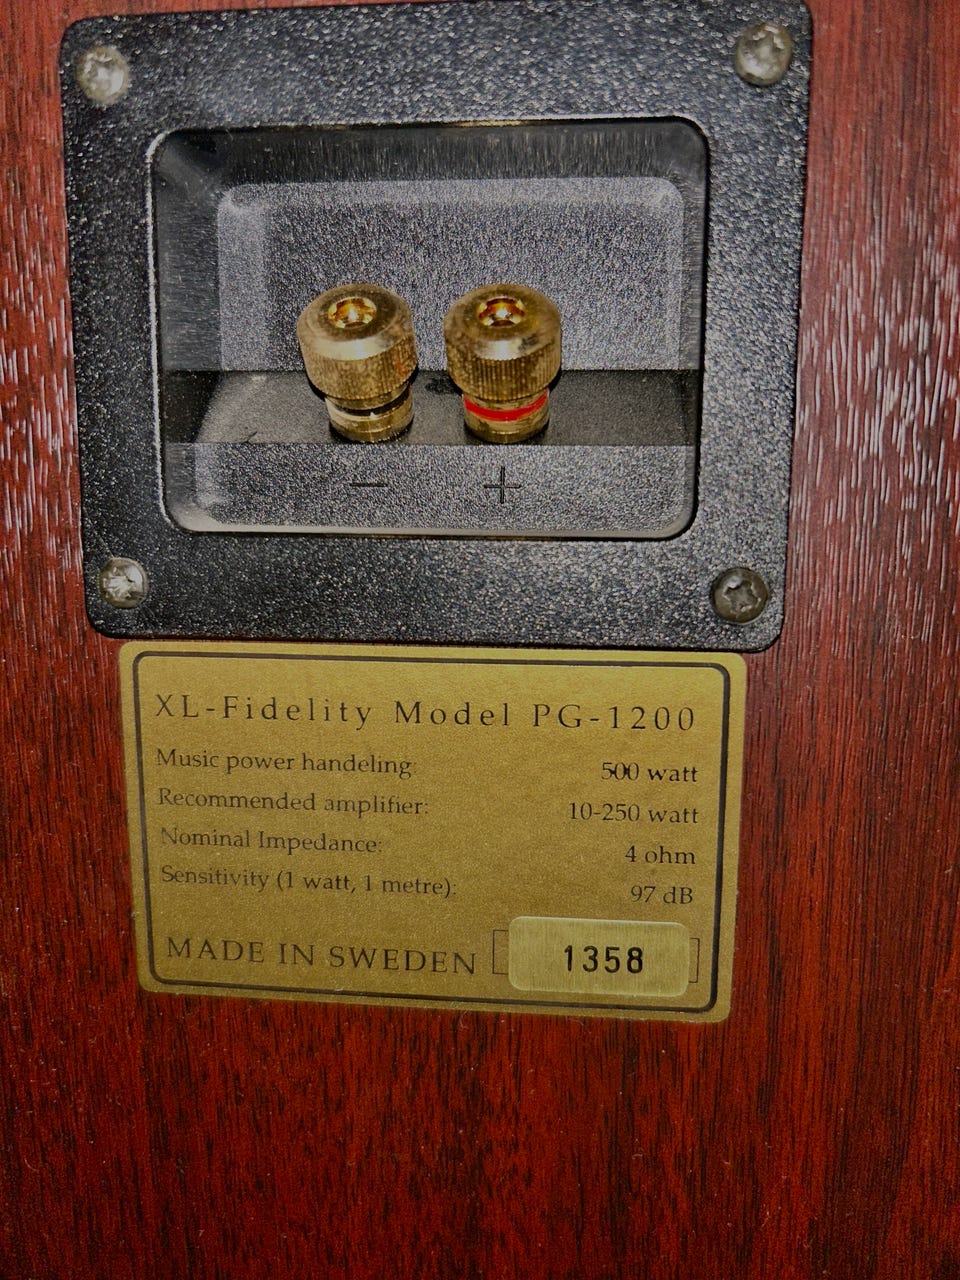 − +
XL-Fidelity Model PG-1200
Music power handeling: 500 watt
Recommended amplifier: 10-250 watt
Nominal Impedance: 4 ohm
Sensitivity (1 watt, 1 metre): 97 dB
MADE IN SWEDEN 1358